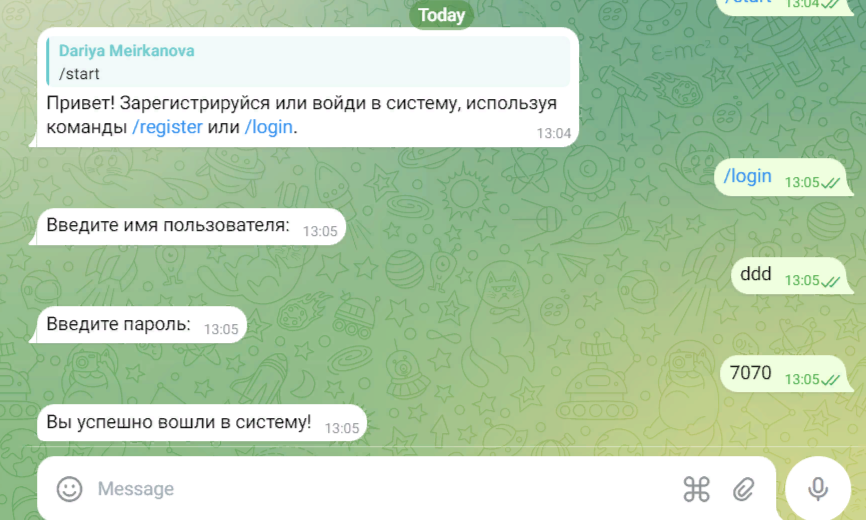 /start 13:04
Today
Dariya Meirkanova
/start
Привет! Зарегистрируйся или войди в систему, используя
команды /register или /login.
13:04
/login 13:05
Введите имя пользователя: 13:05
ddd 13:05
Введите пароль: 13:05
7070 13:05
Вы успешно вошли в систему! 13:05
Message